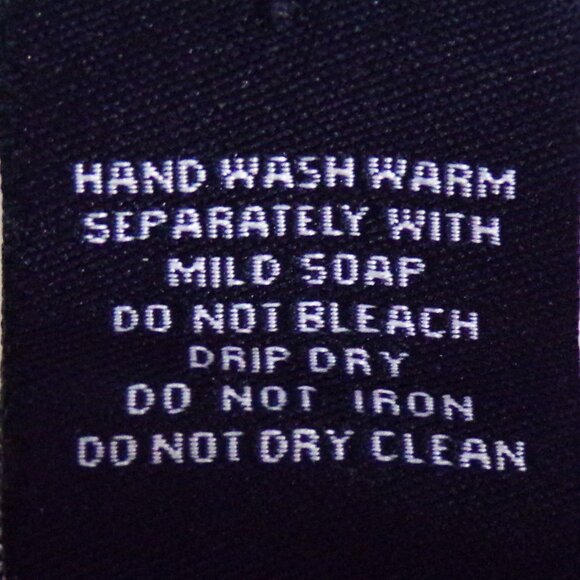 HAND WASH WARM
SEPARATELY WITH
MILD SOAP
DO NOT BLEACH
DRIP DRY
DO NOT IRON
DO NOT DRY CLEAN